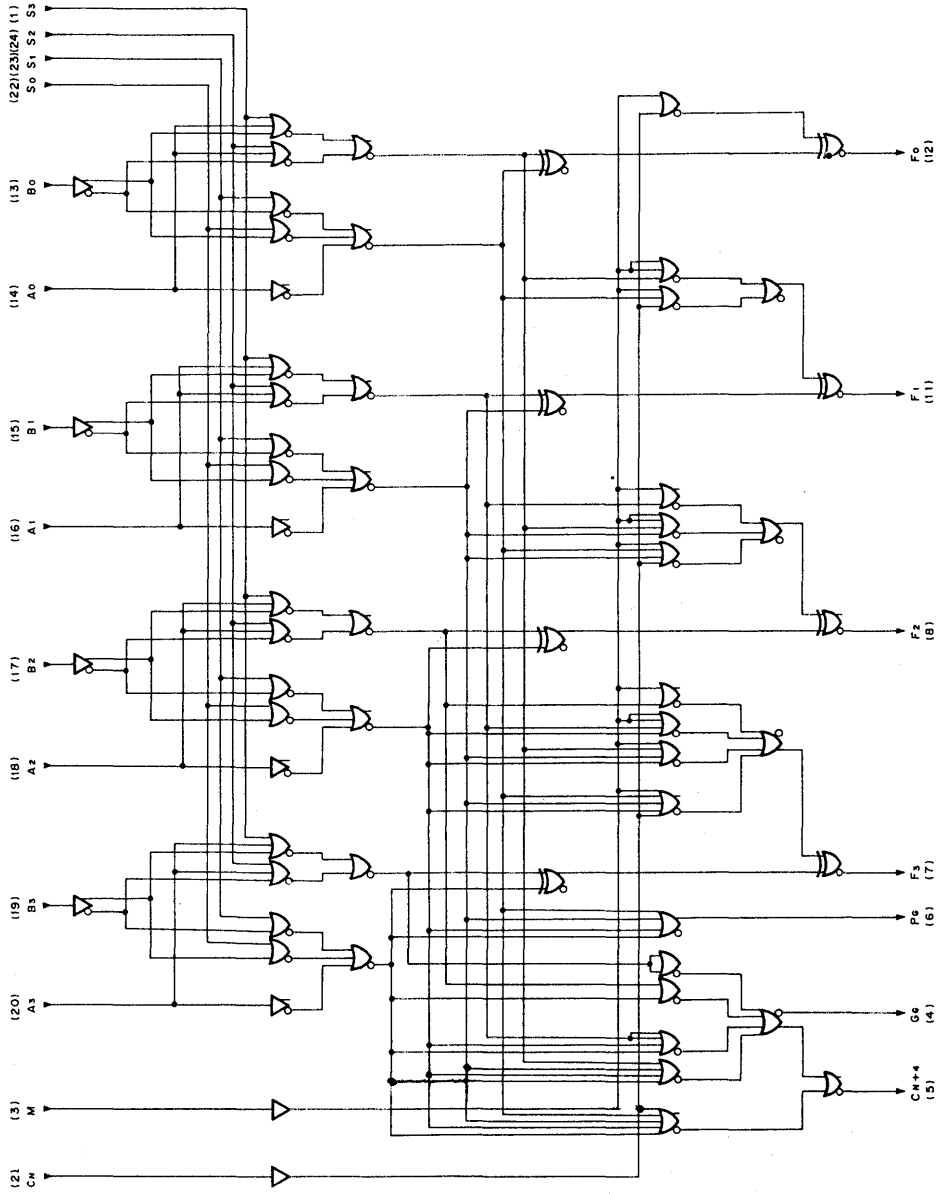 (22)(23)(24) (1)
S0 S1 S2 S3
(13)
B0
(14)
A0
(15)
B1
(16)
A1
(17)
B2
(18)
A2
(19)
B3
(20)
A3
(3)
M
(2)
CN
F0
(12)
F1
(11)
F2
(8)
F3
(7)
PG
(6)
GG
(4)
CN+4
(5)